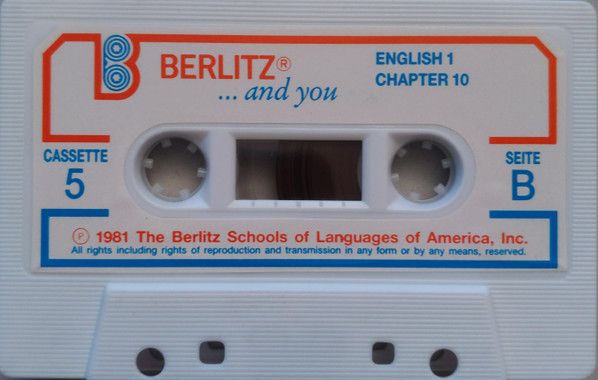 BERLITZ®
... and you
ENGLISH 1
CHAPTER 10
CASSETTE
5
SEITE
B
℗ 1981 The Berlitz Schools of Languages of America, Inc.
All rights including rights of reproduction and transmission in any form or by any means, reserved.